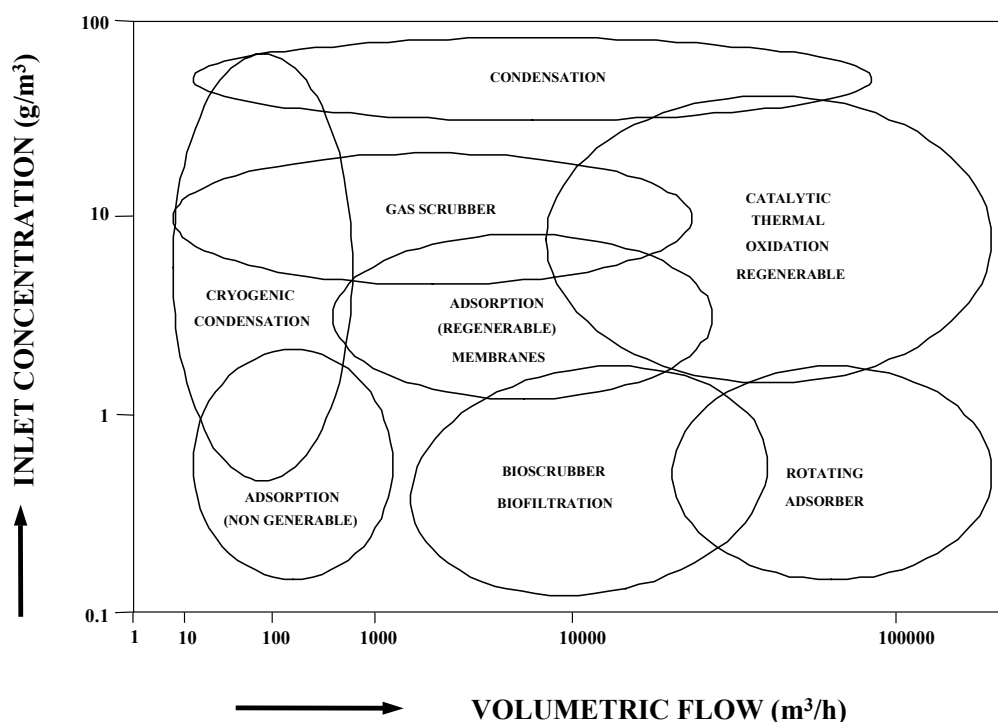 100
10
1
0.1
INLET CONCENTRATION (g/m³)
CONDENSATION
GAS SCRUBBER
CATALYTIC
THERMAL
OXIDATION
REGENERABLE
CRYOGENIC
CONDENSATION
ADSORPTION
(REGENERABLE)
MEMBRANES
ADSORPTION
(NON GENERABLE)
BIOSCRUBBER
BIOFILTRATION
ROTATING
ADSORBER
1 10 100 1000 10000 100000
VOLUMETRIC FLOW (m³/h)